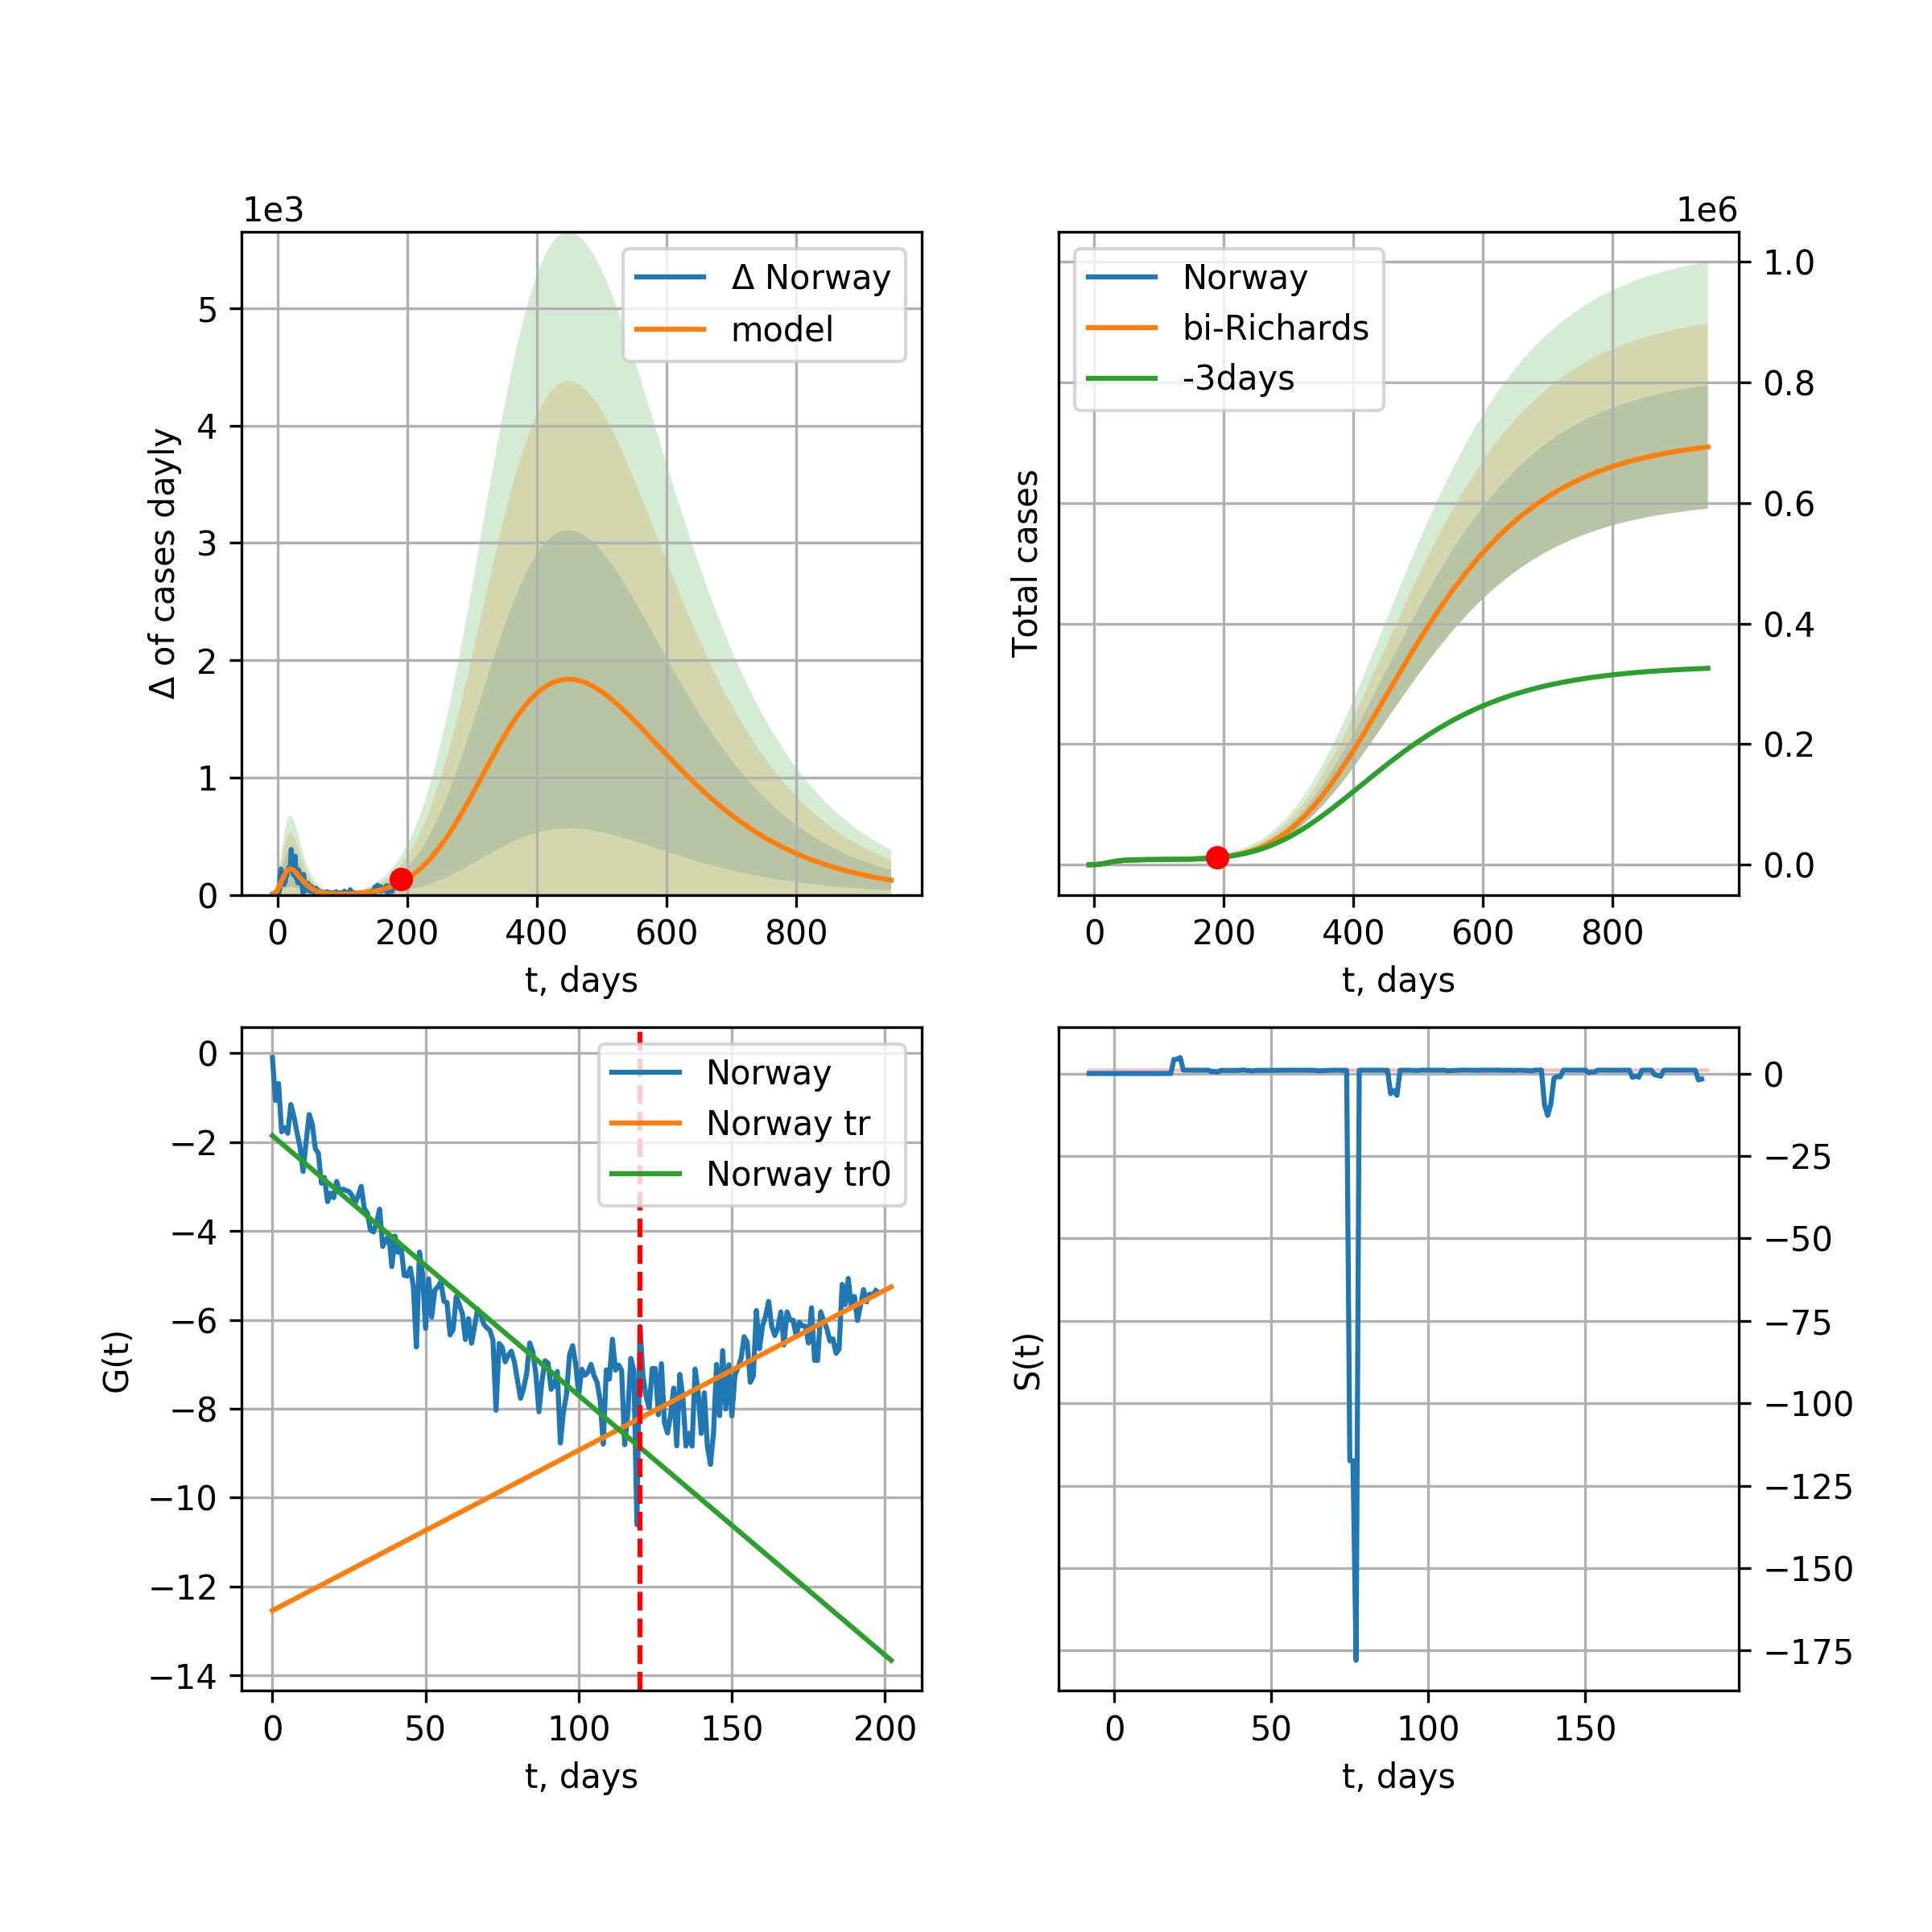 1e3
Δ of cases dayly
5
4
3
2
1
0
Δ Norway
model
0 200 400 600 800
t, days
1e6
Total cases
Norway
bi-Richards
-3days
1.0
0.8
0.6
0.4
0.2
0.0
0 200 400 600 800
t, days
G(t)
0
−2
−4
−6
−8
−10
−12
−14
Norway
Norway tr
Norway tr0
0 50 100 150 200
t, days
S(t)
0
−25
−50
−75
−100
−125
−150
−175
0 50 100 150
t, days